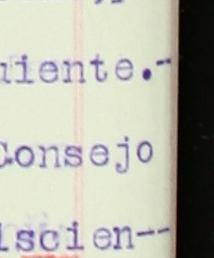 uiente.-
Consejo
iscien--